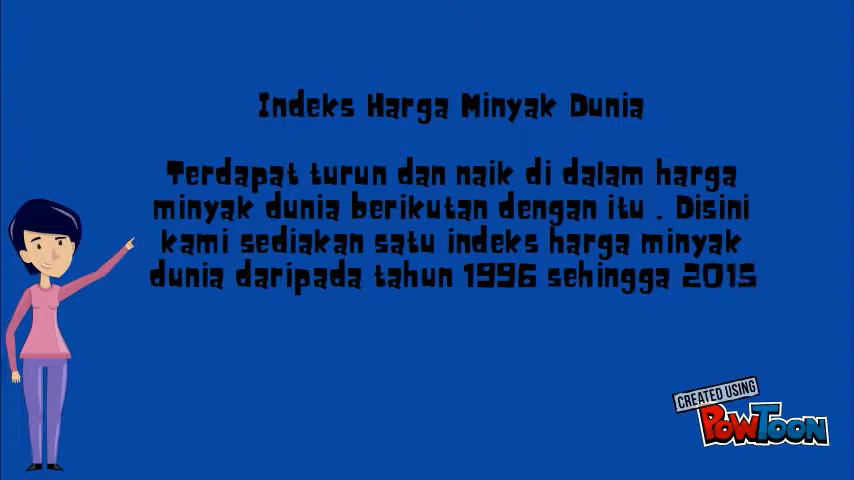 Indeks Harga Minyak Dunia
Terdapat turun dan naik di dalam harga
minyak dunia berikutan dengan itu . Disini
kami sediakan satu indeks harga minyak
dunia daripada tahun 1996 sehingga 2015
CREATED USING
POWTOON